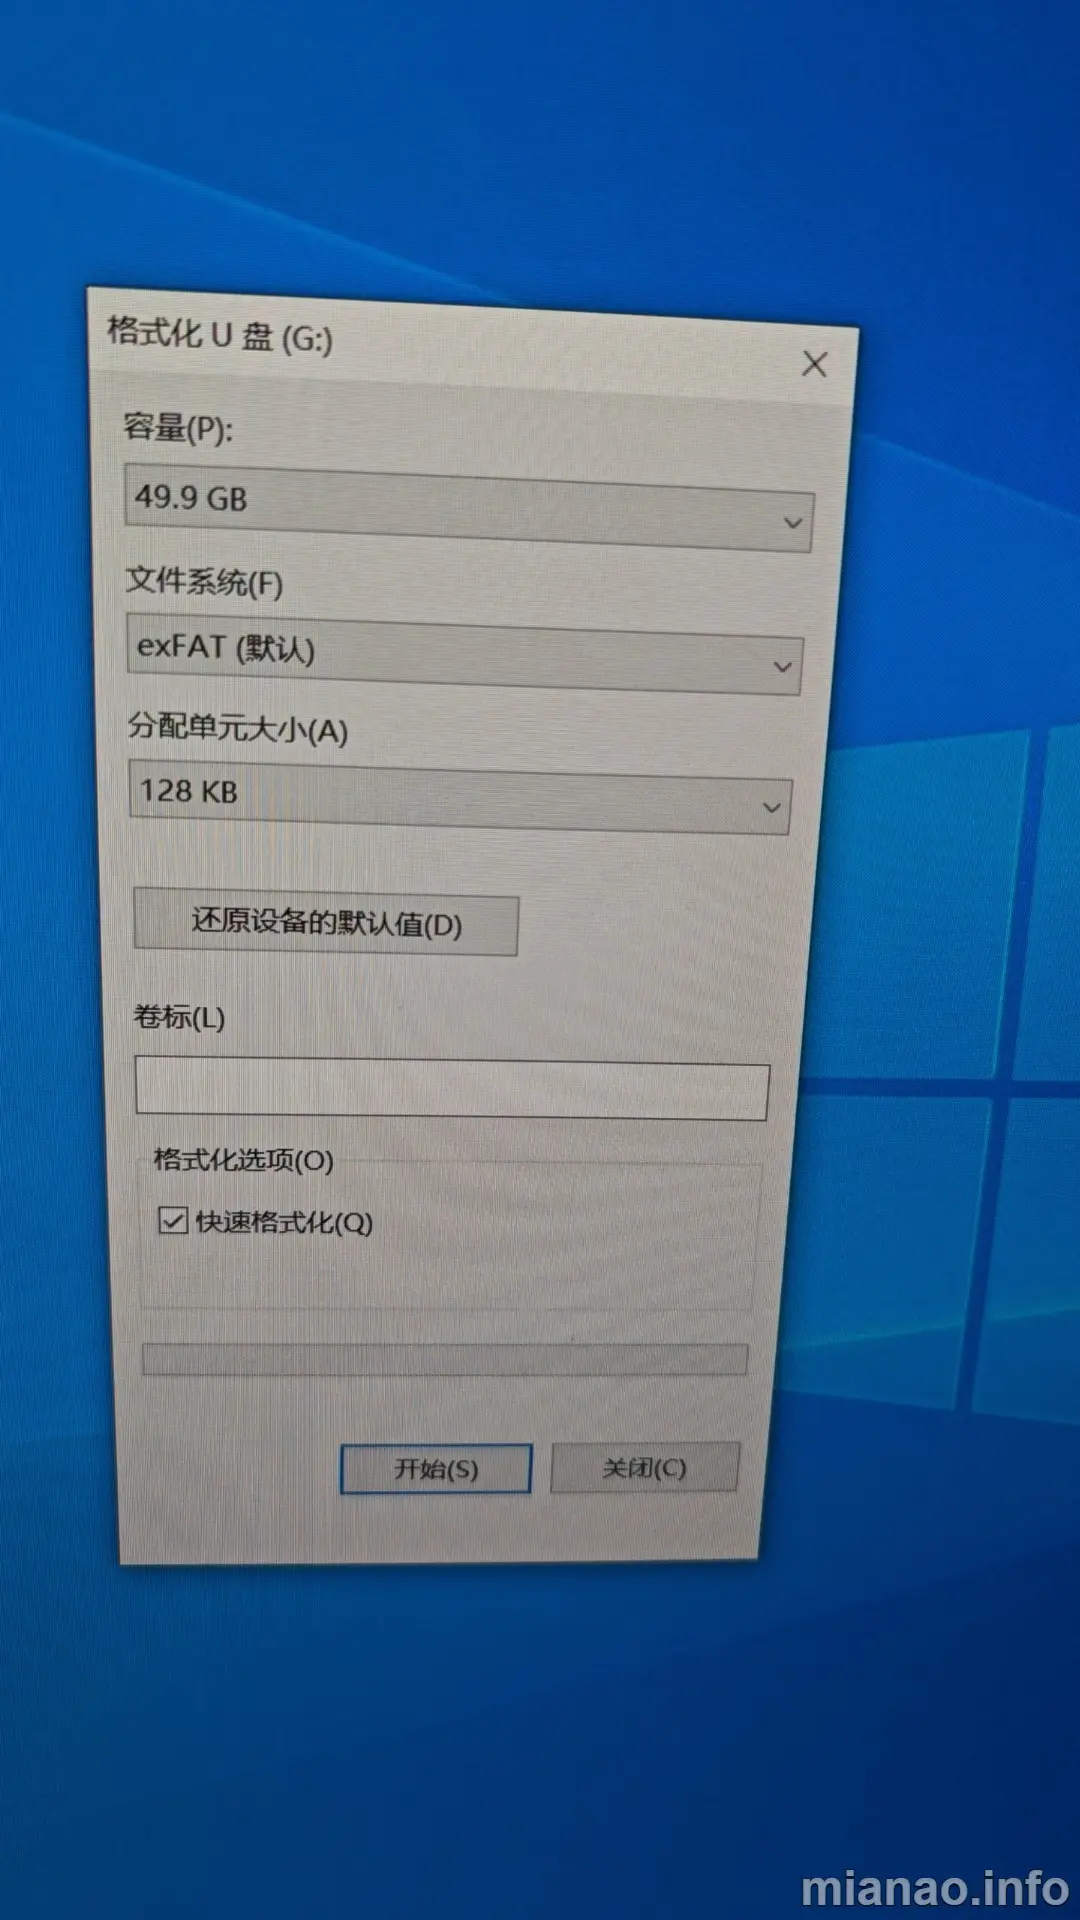 格式化 U 盘 (G:)
容量(P):
49.9 GB
文件系统(F)
exFAT (默认)
分配单元大小(A)
128 KB
还原设备的默认值(D)
卷标(L)
格式化选项(O)
快速格式化(Q)
开始(S)
关闭(C)
mianao.info